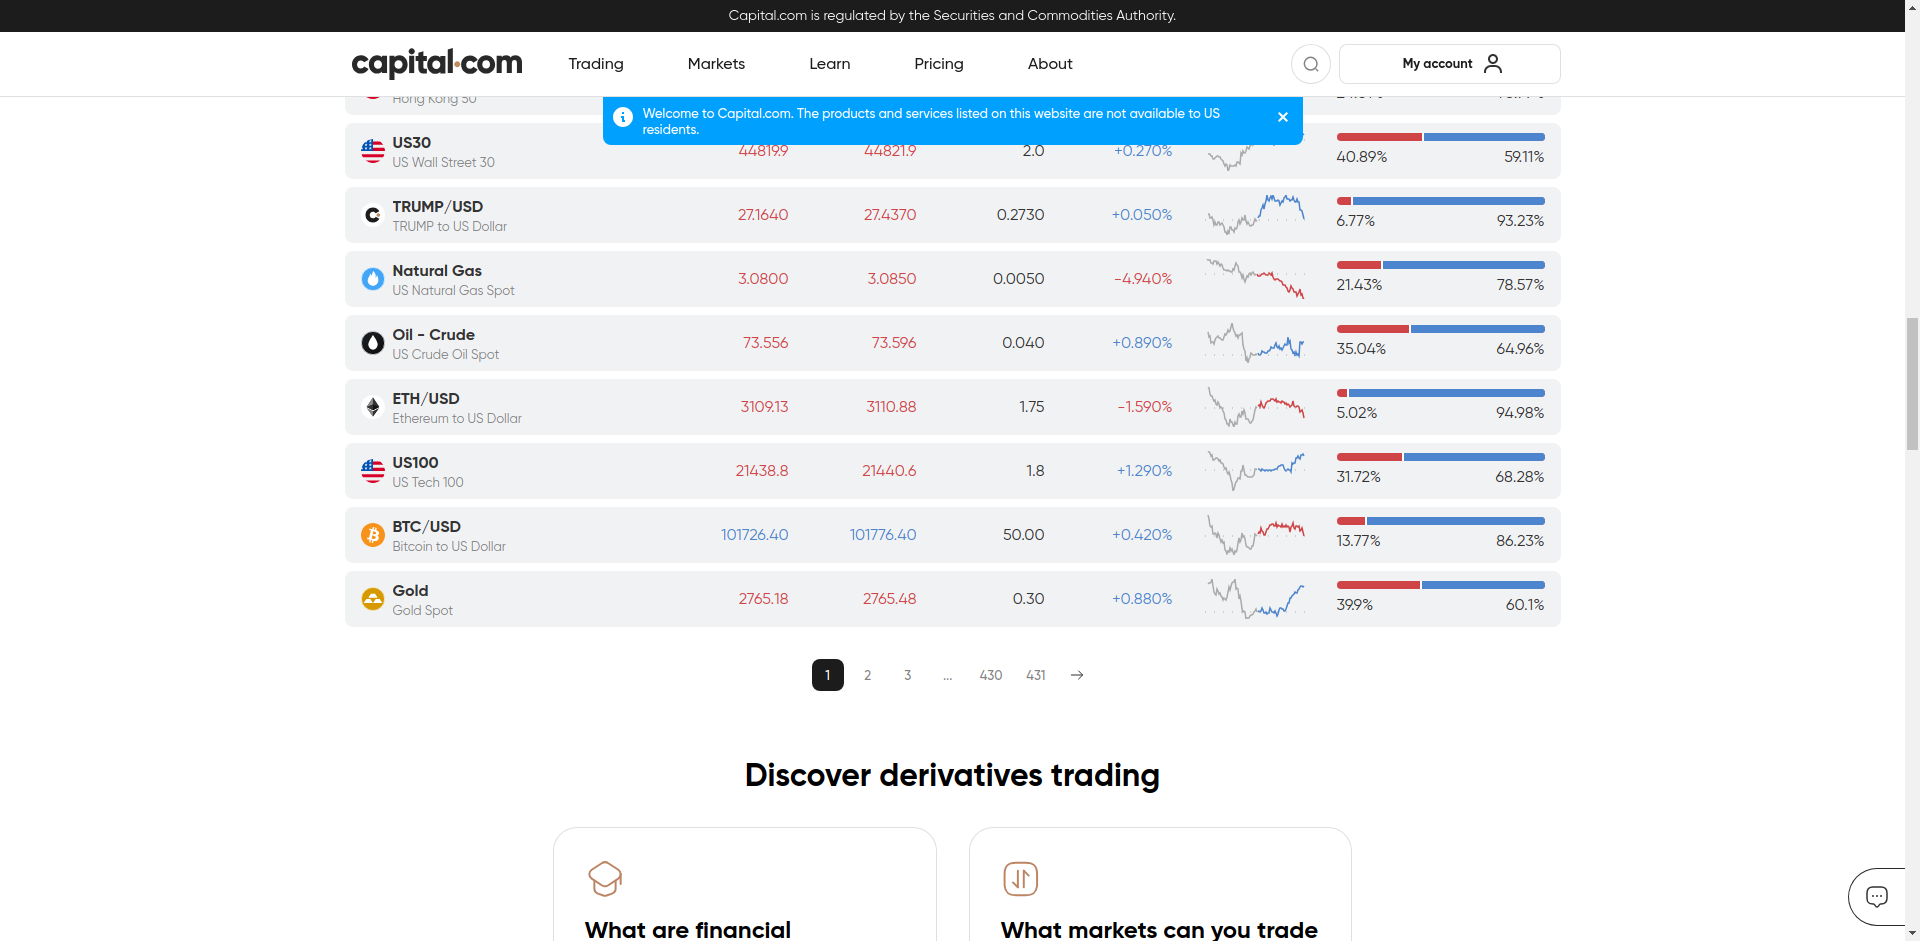 Capital.com is regulated by the Securities and Commodities Authority.
capital.com Trading Markets Learn Pricing About My account
Hong Kong 50
Welcome to Capital.com. The products and services listed on this website are not available to US
residents.
US30
US Wall Street 30
44819.9 44821.9 2.0 +0.270% 40.89% 59.11%
TRUMP/USD
TRUMP to US Dollar
27.1640 27.4370 0.2730 +0.050% 6.77% 93.23%
Natural Gas
US Natural Gas Spot
3.0800 3.0850 0.0050 -4.940% 21.43% 78.57%
Oil - Crude
US Crude Oil Spot
73.556 73.596 0.040 +0.890% 35.04% 64.96%
ETH/USD
Ethereum to US Dollar
3109.13 3110.88 1.75 -1.590% 5.02% 94.98%
US100
US Tech 100
21438.8 21440.6 1.8 +1.290% 31.72% 68.28%
BTC/USD
Bitcoin to US Dollar
101726.40 101776.40 50.00 +0.420% 13.77% 86.23%
Gold
Gold Spot
2765.18 2765.48 0.30 +0.880% 39.9% 60.1%
1 2 3 ... 430 431
Discover derivatives trading
What are financial
What markets can you trade